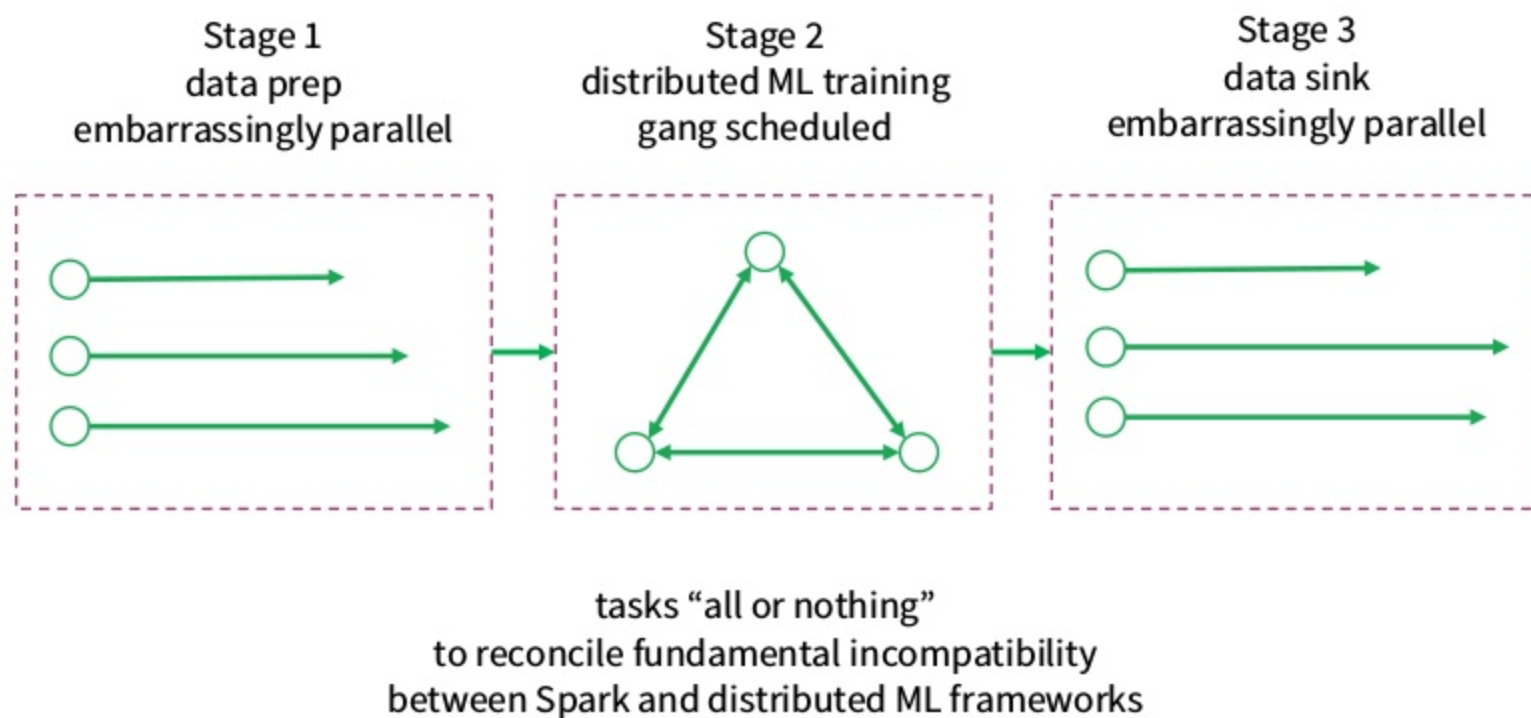 Stage 1
data prep
embarrassingly parallel
Stage 2
distributed ML training
gang scheduled
Stage 3
data sink
embarrassingly parallel
tasks “all or nothing”
to reconcile fundamental incompatibility
between Spark and distributed ML frameworks